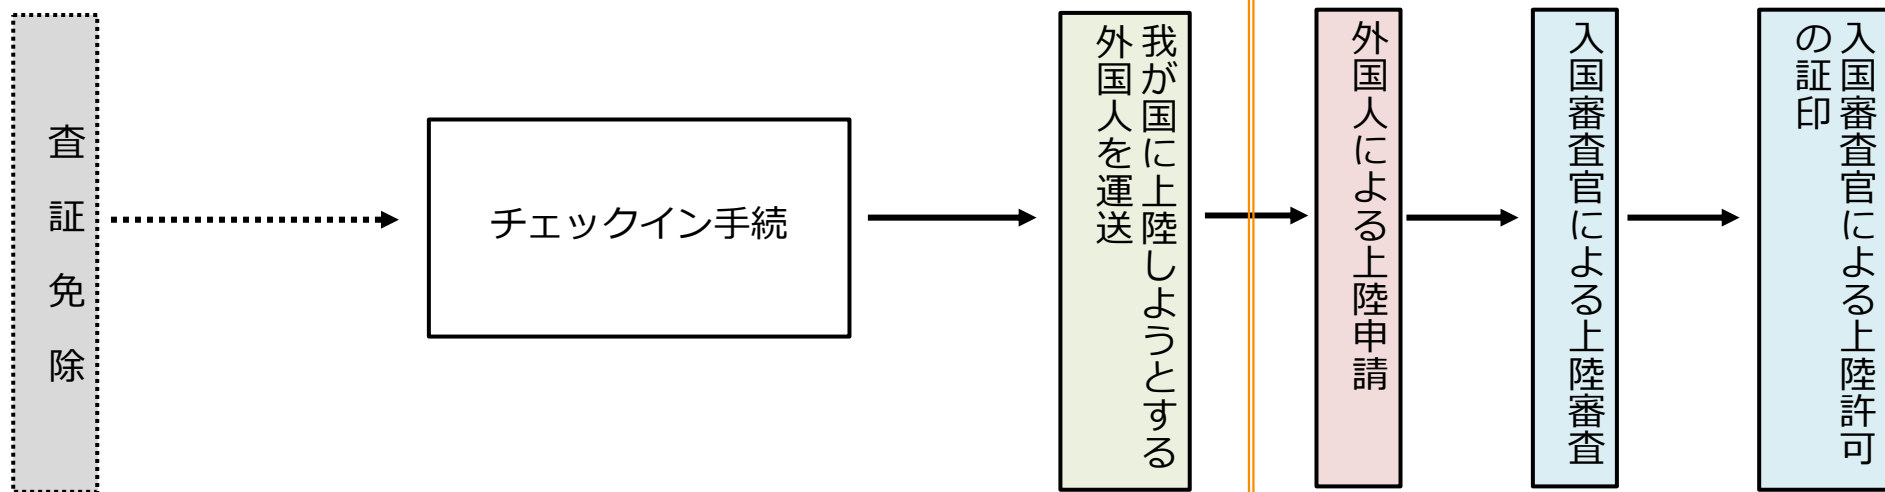 査証免除
チェックイン手続
我が国に上陸しようとする
外国人を運送
外国人による上陸申請
入国審査官による上陸審査
入国審査官による上陸許可
の証印